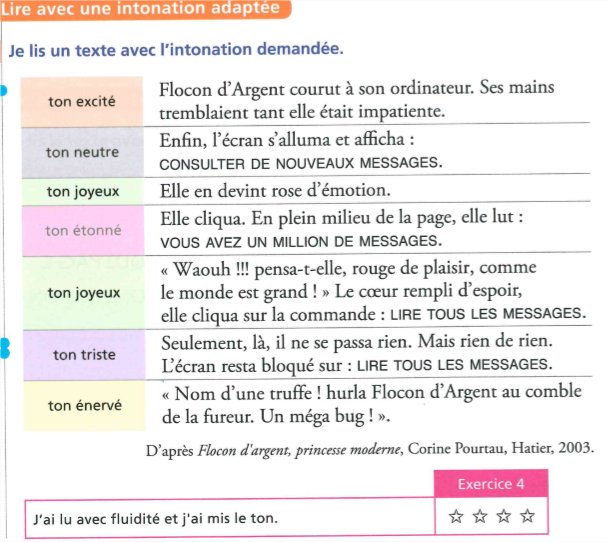 Lire avec une intonation adaptée
Je lis un texte avec l'intonation demandée.
ton excité
Flocon d'Argent courut à son ordinateur. Ses mains
tremblaient tant elle était impatiente.
ton neutre
Enfin, l'écran s'alluma et afficha :
CONSULTER DE NOUVEAUX MESSAGES.
ton joyeux
Elle en devint rose d'émotion.
ton étonné
Elle cliqua. En plein milieu de la page, elle lut :
VOUS AVEZ UN MILLION DE MESSAGES.
ton joyeux
« Waouh !!! pensa-t-elle, rouge de plaisir, comme
le monde est grand ! » Le cœur rempli d'espoir,
elle cliqua sur la commande : LIRE TOUS LES MESSAGES.
ton triste
Seulement, là, il ne se passa rien. Mais rien de rien.
L'écran resta bloqué sur : LIRE TOUS LES MESSAGES.
ton énervé
« Nom d'une truffe ! hurla Flocon d'Argent au comble
de la fureur. Un méga bug ! ».
D'après Flocon d'argent, princesse moderne, Corine Pourtau, Hatier, 2003.
Exercice 4
J'ai lu avec fluidité et j'ai mis le ton.